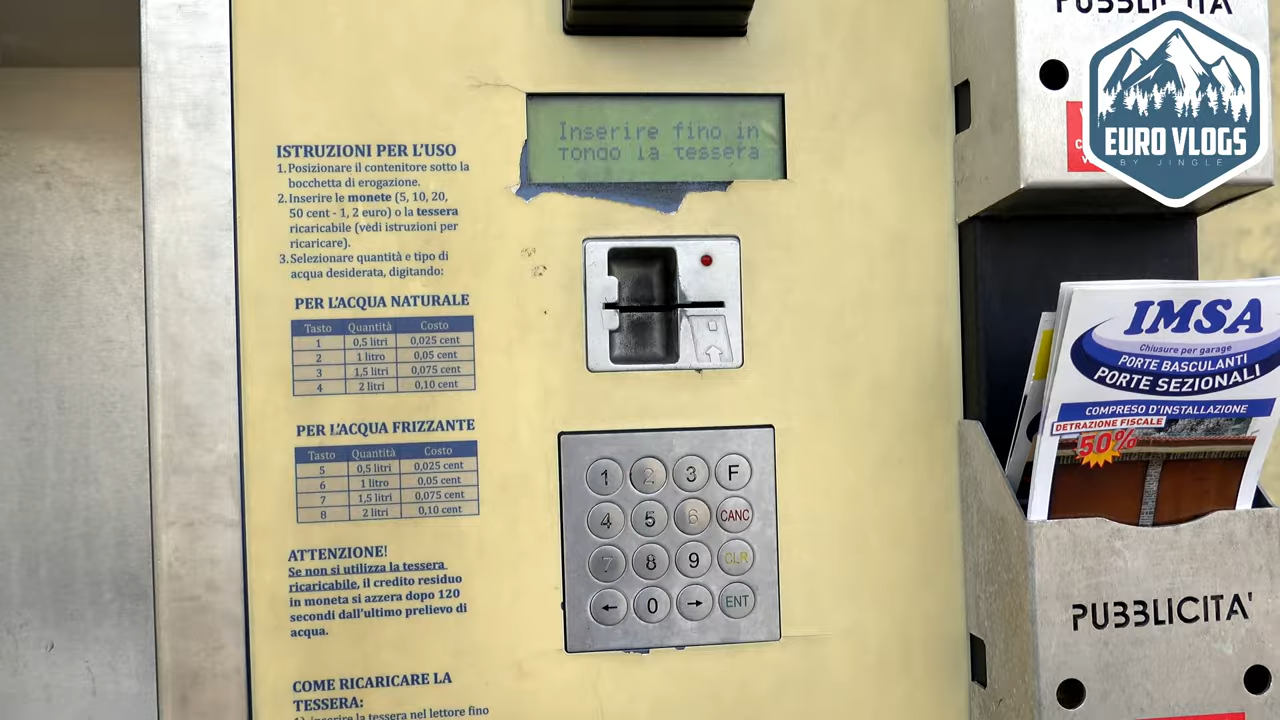 ISTRUZIONI PER L'USO
1. Posizionare il contenitore sotto la
bocchetta di erogazione.
2. Inserire le monete (5, 10, 20,
50 cent - 1, 2 euro) o la tessera
ricaricabile (vedi istruzioni per
ricaricare).
3. Selezionare quantità e tipo di
acqua desiderata, digitando:
PER L'ACQUA NATURALE
Tasto Quantità Costo
1 0,5 litri 0,025 cent
2 1 litro 0,05 cent
3 1,5 litri 0,075 cent
4 2 litri 0,10 cent
PER L'ACQUA FRIZZANTE
Tasto Quantità Costo
5 0,5 litri 0,025 cent
6 1 litro 0,05 cent
7 1,5 litri 0,075 cent
8 2 litri 0,10 cent
ATTENZIONE!
Se non si utilizza la tessera
ricaricabile, il credito residuo
in moneta si azzera dopo 120
secondi dall'ultimo prelievo di
acqua.
COME RICARICARE LA
TESSERA:
1) inserire la tessera nel lettore fino
Inserire fino in
fondo la tessera
1 2 3 F
4 5 6 CANC
7 8 9 CLR
← 0 → ENT
PUBBLICITA'
EURO VLOGS
BY JINGLE
IMSA
Chiusure per garage
PORTE BASCULANTI
PORTE SEZIONALI
COMPRESO D'INSTALLAZIONE
DETRAZIONE FISCALE
50%
PUBBLICITA'